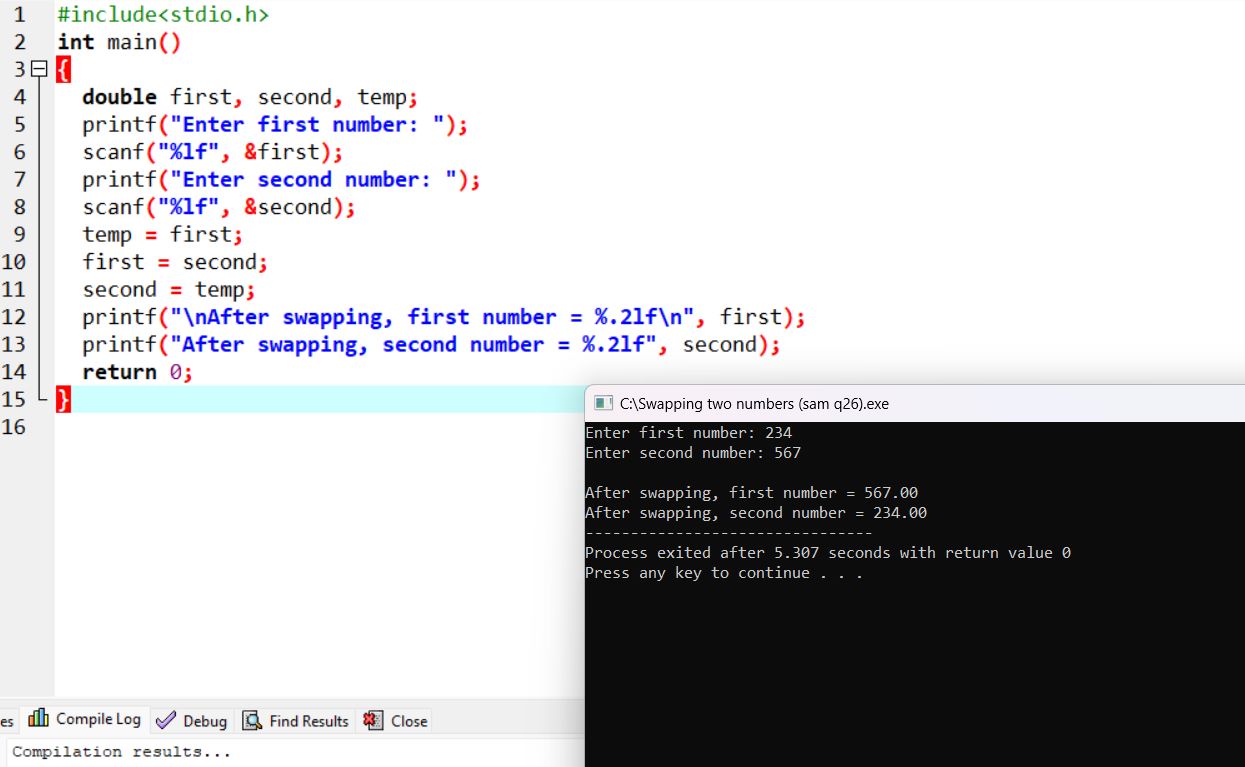 1 #include<stdio.h>
2 int main()
3 {
4 double first, second, temp;
5 printf("Enter first number: ");
6 scanf("%lf", &first);
7 printf("Enter second number: ");
8 scanf("%lf", &second);
9 temp = first;
10 first = second;
11 second = temp;
12 printf("\nAfter swapping, first number = %.2lf\n", first);
13 printf("After swapping, second number = %.2lf", second);
14 return 0;
15 }
16
C:\Swapping two numbers (sam q26).exe
Enter first number: 234
Enter second number: 567
After swapping, first number = 567.00
After swapping, second number = 234.00
--------------------------------
Process exited after 5.307 seconds with return value 0
Press any key to continue . . .
es Compile Log Debug Find Results Close
Compilation results...